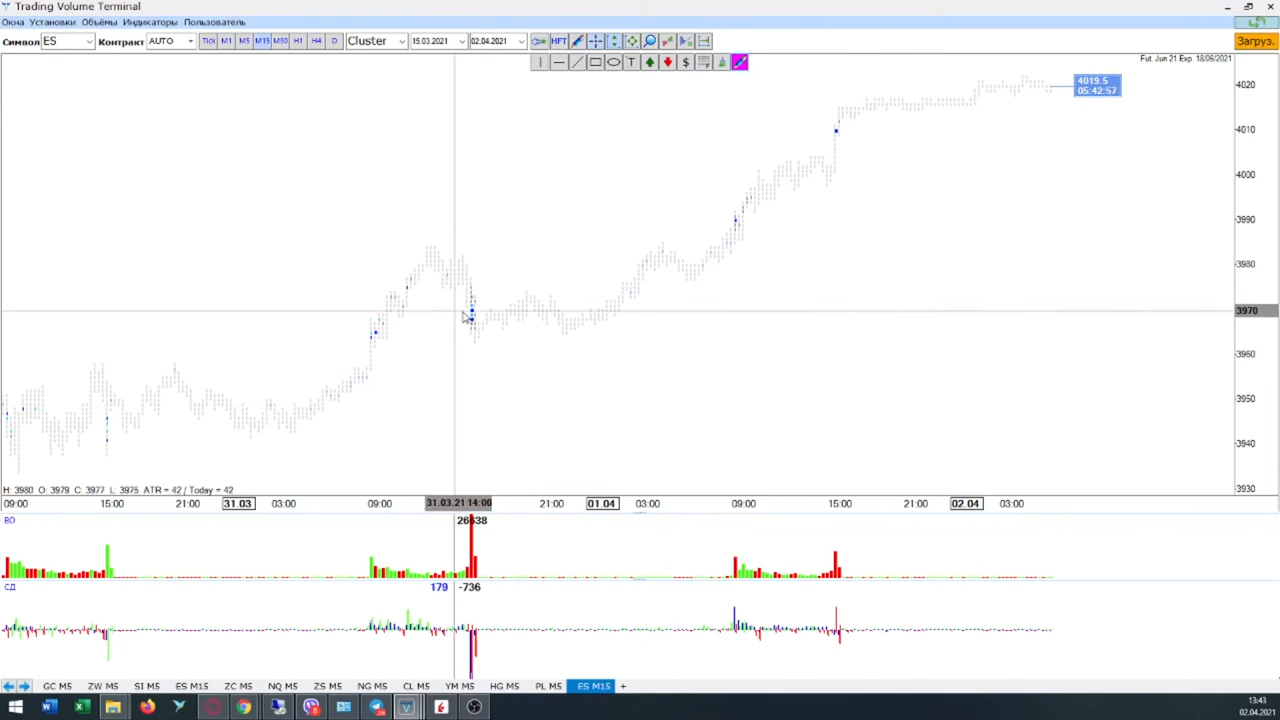 Trading Volume Terminal
Окна Установки Объёмы Индикаторы Пользователь
Символ ES Контракт AUTO Tick M1 M5 M15 M30 H1 H4 D Cluster 15.03.2021 02.04.2021 HFT Загруз.
T $
Fut. Jun 21 Exp. 18/06/2021
4019.5
05:42:57
4020
4010
4000
3990
3980
3970
3960
3950
3940
3930
H: 3980 O: 3979 C: 3977 L: 3975 ATR = 42 / Today = 42
09:00 15:00 21:00 31.03 03:00 09:00 31.03.21 14:00 21:00 01.04 03:00 09:00 15:00 21:00 02.04 03:00
ВО 26638
СД 179 -736
GC M5 ZW M5 SI M5 ES M15 ZC M5 NQ M5 ZS M5 NG M5 CL M5 YM M5 HG M5 PL M5 ES M15 +
13:43
02.04.2021